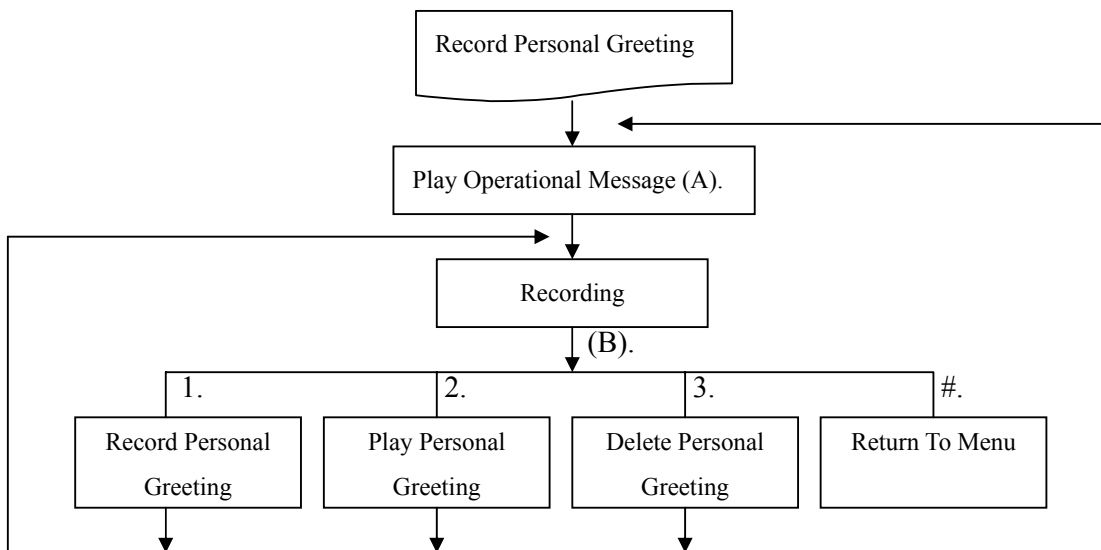 Record Personal Greeting
Play Operational Message (A).
Recording
(B).
1.
2.
3.
#.
Record Personal
Greeting
Play Personal
Greeting
Delete Personal
Greeting
Return To Menu